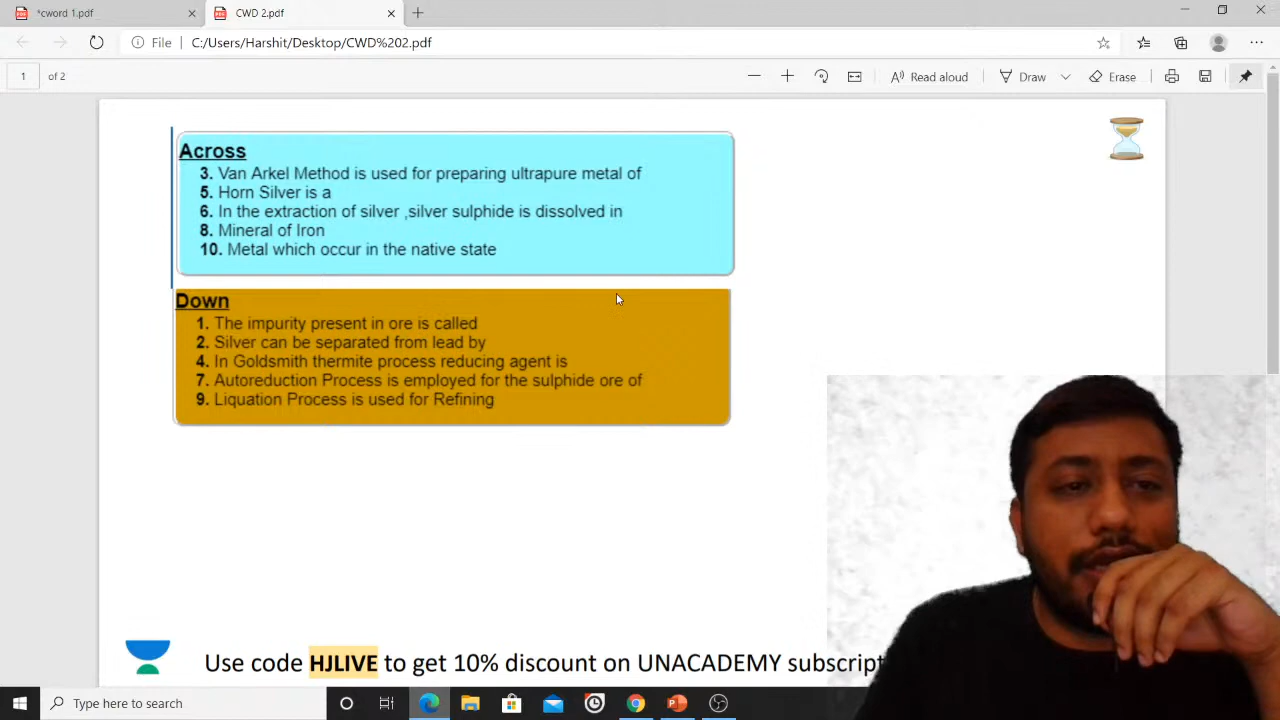 *cword 1.pdf
CWD 2.pdf
File
C:/Users/Harshit/Desktop/CWD%202.pdf
1 of 2
Read aloud
Draw
Erase
Across
3. Van Arkel Method is used for preparing ultrapure metal of
5. Horn Silver is a
6. In the extraction of silver ,silver sulphide is dissolved in
8. Mineral of Iron
10. Metal which occur in the native state
Down
1. The impurity present in ore is called
2. Silver can be separated from lead by
4. In Goldsmith thermite process reducing agent is
7. Autoreduction Process is employed for the sulphide ore of
9. Liquation Process is used for Refining
Use code HJLIVE to get 10% discount on UNACADEMY subscript
Type here to search